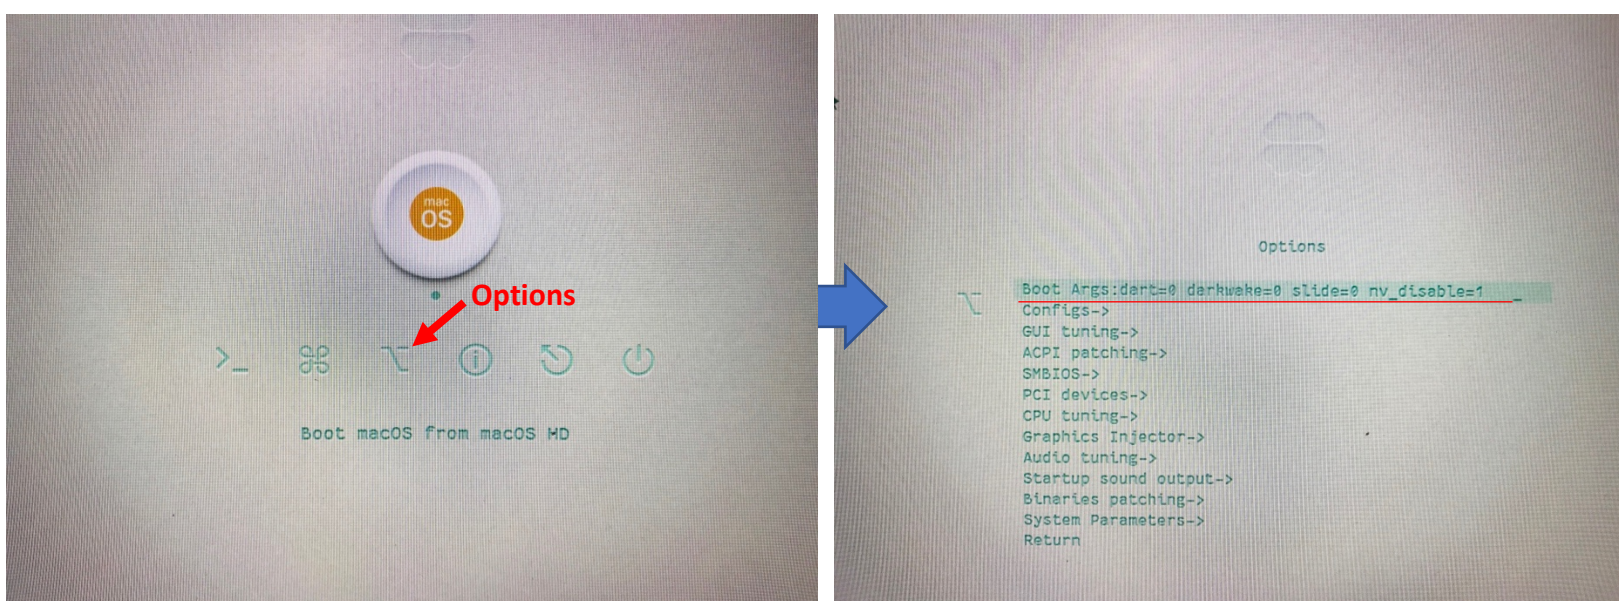 mac
OS
Options
>_
Boot macOS from macOS HD
Options
Boot Args:dart=0 darkwake=0 slide=0 nv_disable=1 _
Configs->
GUI tuning->
ACPI patching->
SMBIOS->
PCI devices->
CPU tuning->
Graphics Injector->
Audio tuning->
Startup sound output->
Binaries patching->
System Parameters->
Return